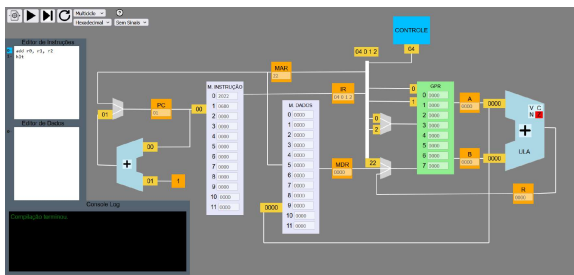 Multiciclo
Hexadecimal
Sem Sinais
Editor de Instruções
add r0, r1, r2
hlt
Editor de Dados
Console Log
Compilação terminou
01
PC
00
00
+
00
01
1
M. INSTRUÇÃO
1 0000
2 0000
3 0000
4 0000
5 0000
6 0000
7 0000
8 0000
9 0000
10 0000
11 0000
MAR
M. DADOS
0 0000
1 0000
2 0000
3 0000
4 0000
5 0000
6 0000
7 0000
8 0000
9 0000
10 0000
11 0000
0000
IR
04 0 1 2
MDR
0000
CONTROLE
04
04 0 1 2
0
1
0
2
22
GPR
0 0000
1 0000
2 0000
3 0000
4 0000
5 0000
6 0000
7 0000
A
0000
0000
B
0000
0000
V C
N Z
+
ULA
R
0000